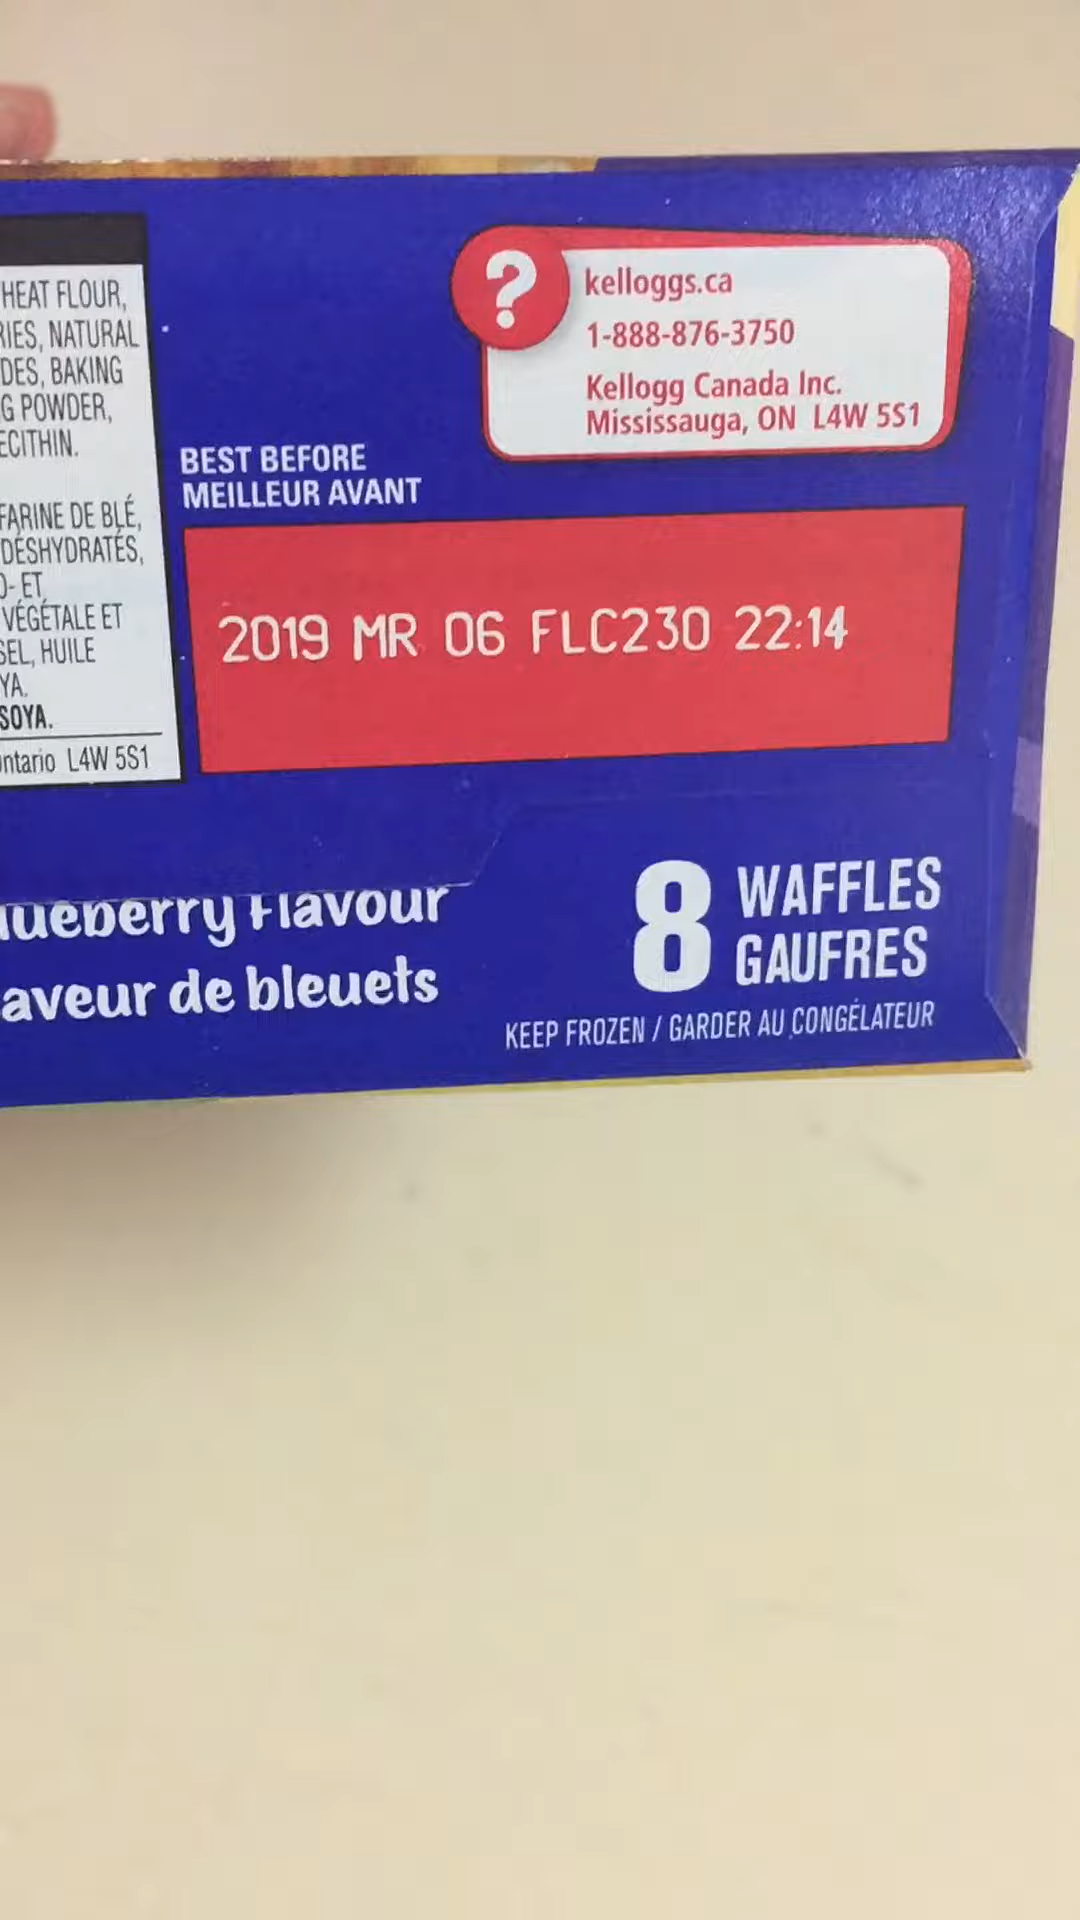 HEAT FLOUR,
RIES, NATURAL
DES, BAKING
G POWDER,
ECITHIN.
FARINE DE BLÉ,
DÉSHYDRATÉS,
O- ET
VÉGÉTALE ET
SEL, HUILE
YA.
SOYA.
ntario L4W 5S1
?
kelloggs.ca
1-888-876-3750
Kellogg Canada Inc.
Mississauga, ON L4W 5S1
BEST BEFORE
MEILLEUR AVANT
2019 MR 06 FLC230 22:14
lueberry Flavour
aveur de bleuets
8 WAFFLES
GAUFRES
KEEP FROZEN / GARDER AU CONGÉLATEUR